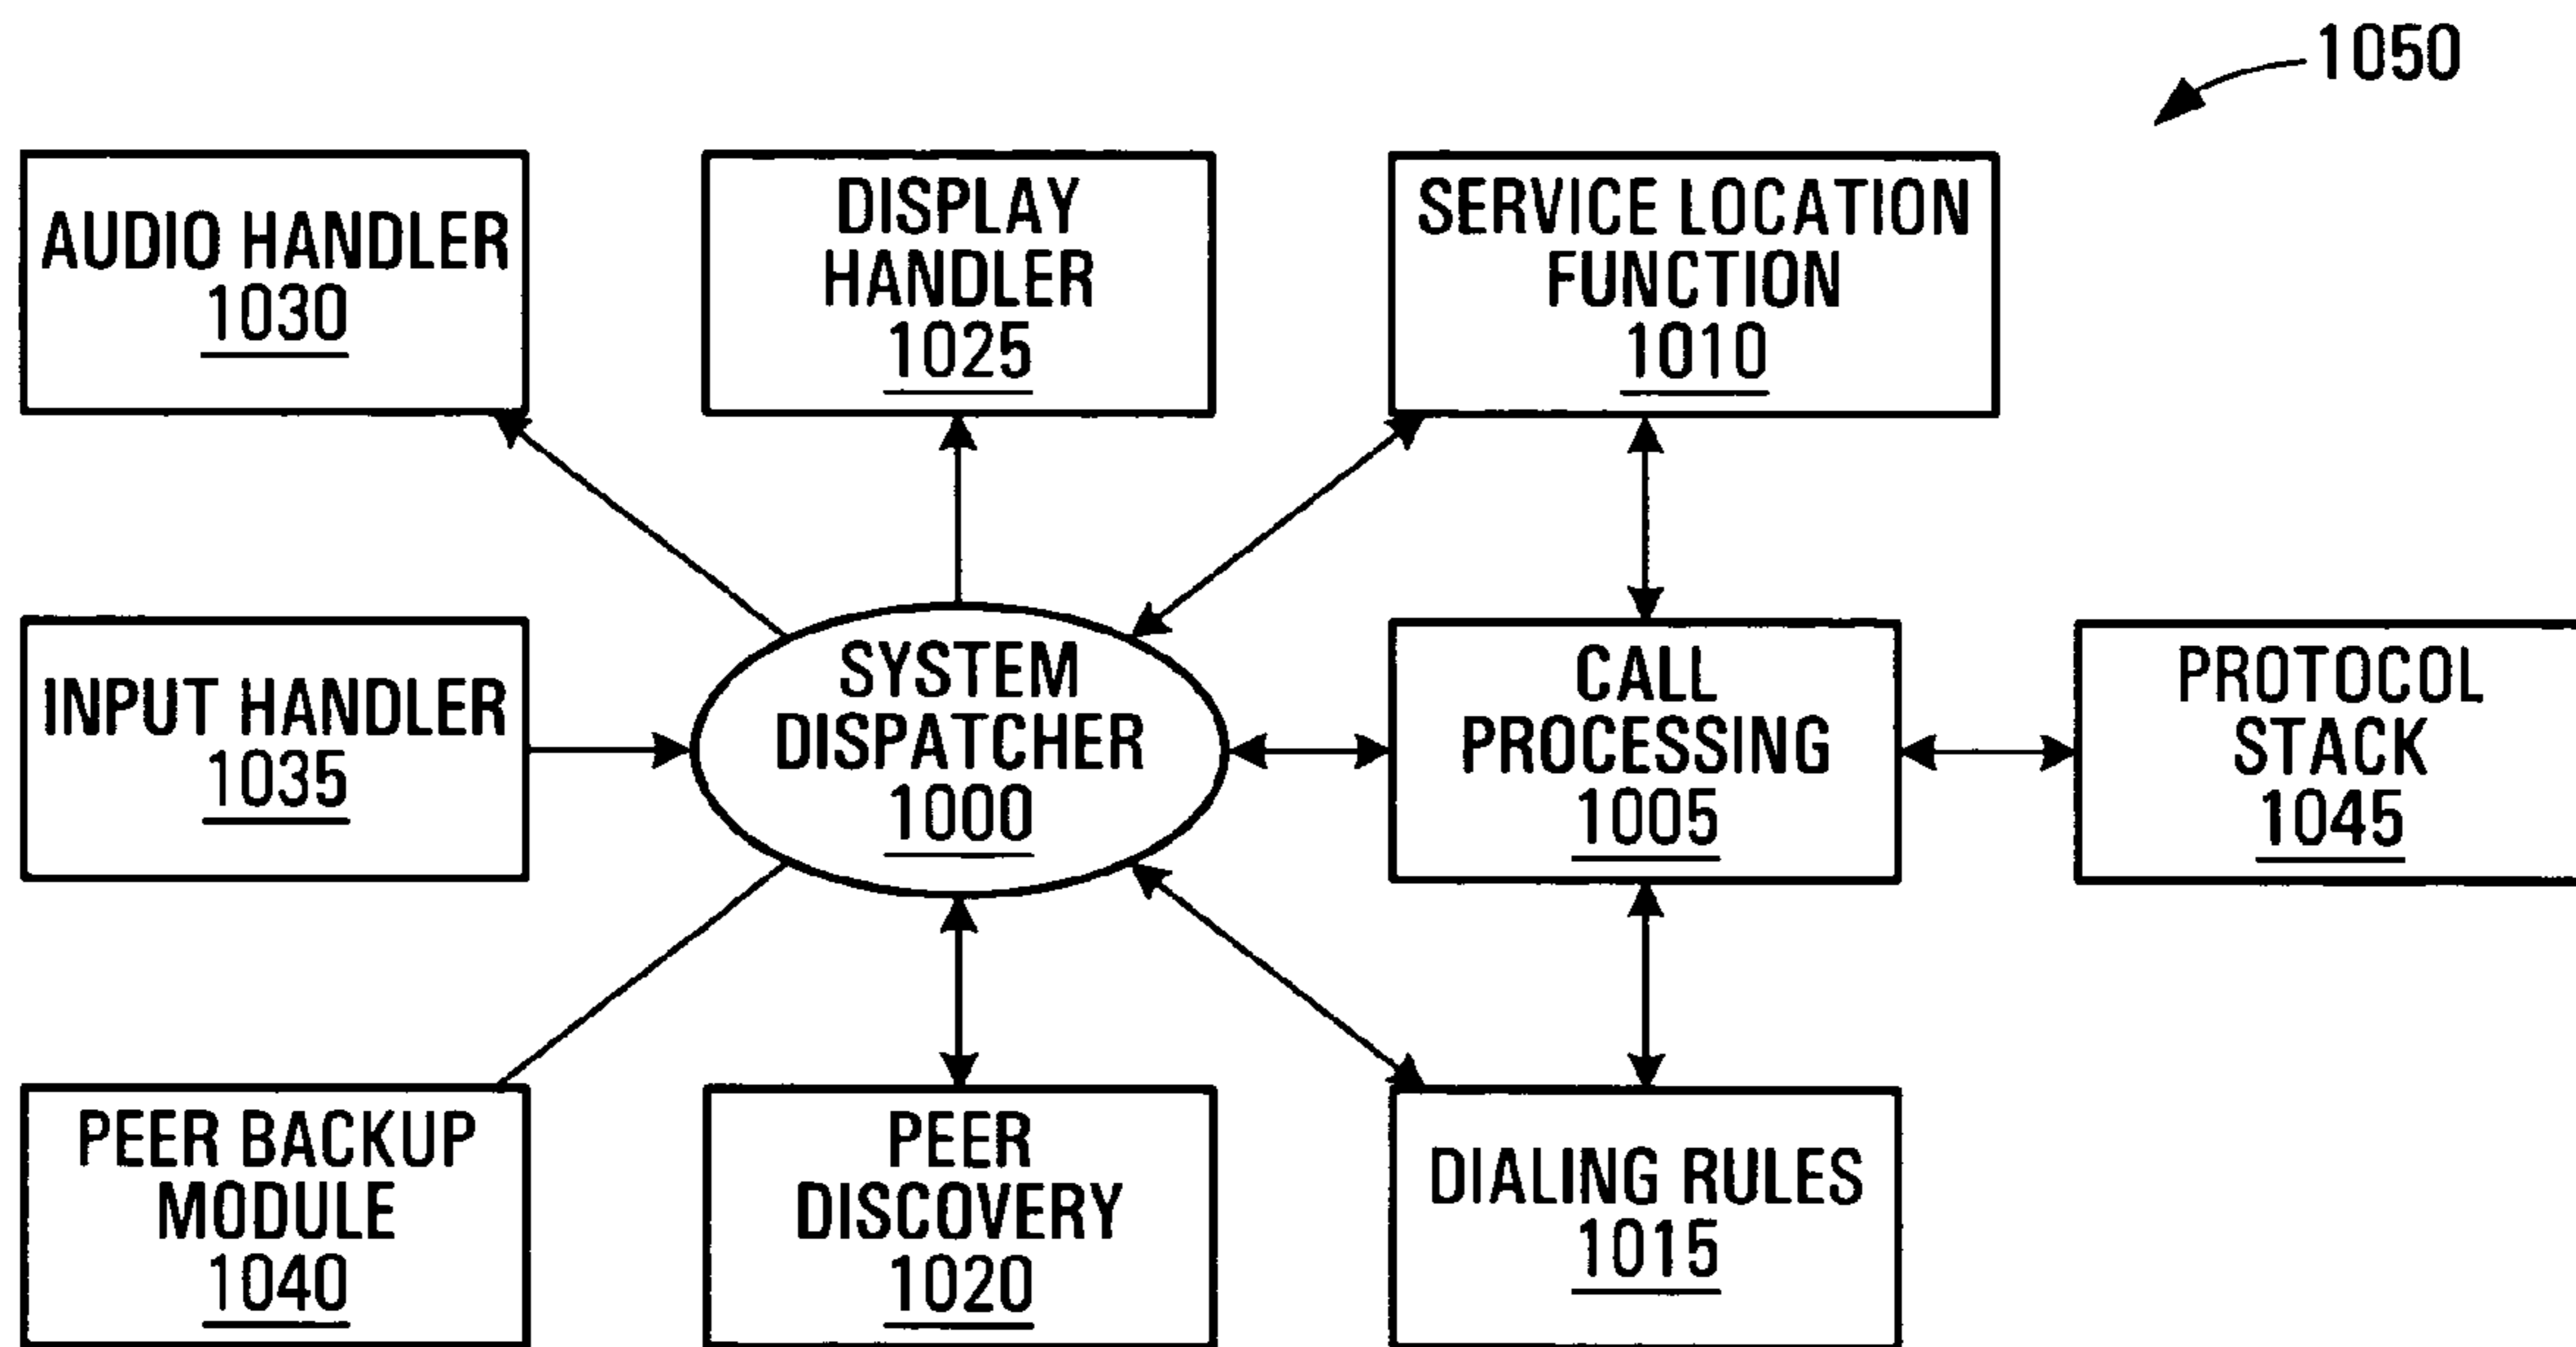 1050
AUDIO HANDLER
1030
DISPLAY
HANDLER
1025
SERVICE LOCATION
FUNCTION
1010
INPUT HANDLER
1035
SYSTEM
DISPATCHER
1000
CALL
PROCESSING
1005
PROTOCOL
STACK
1045
PEER BACKUP
MODULE
1040
PEER
DISCOVERY
1020
DIALING RULES
1015